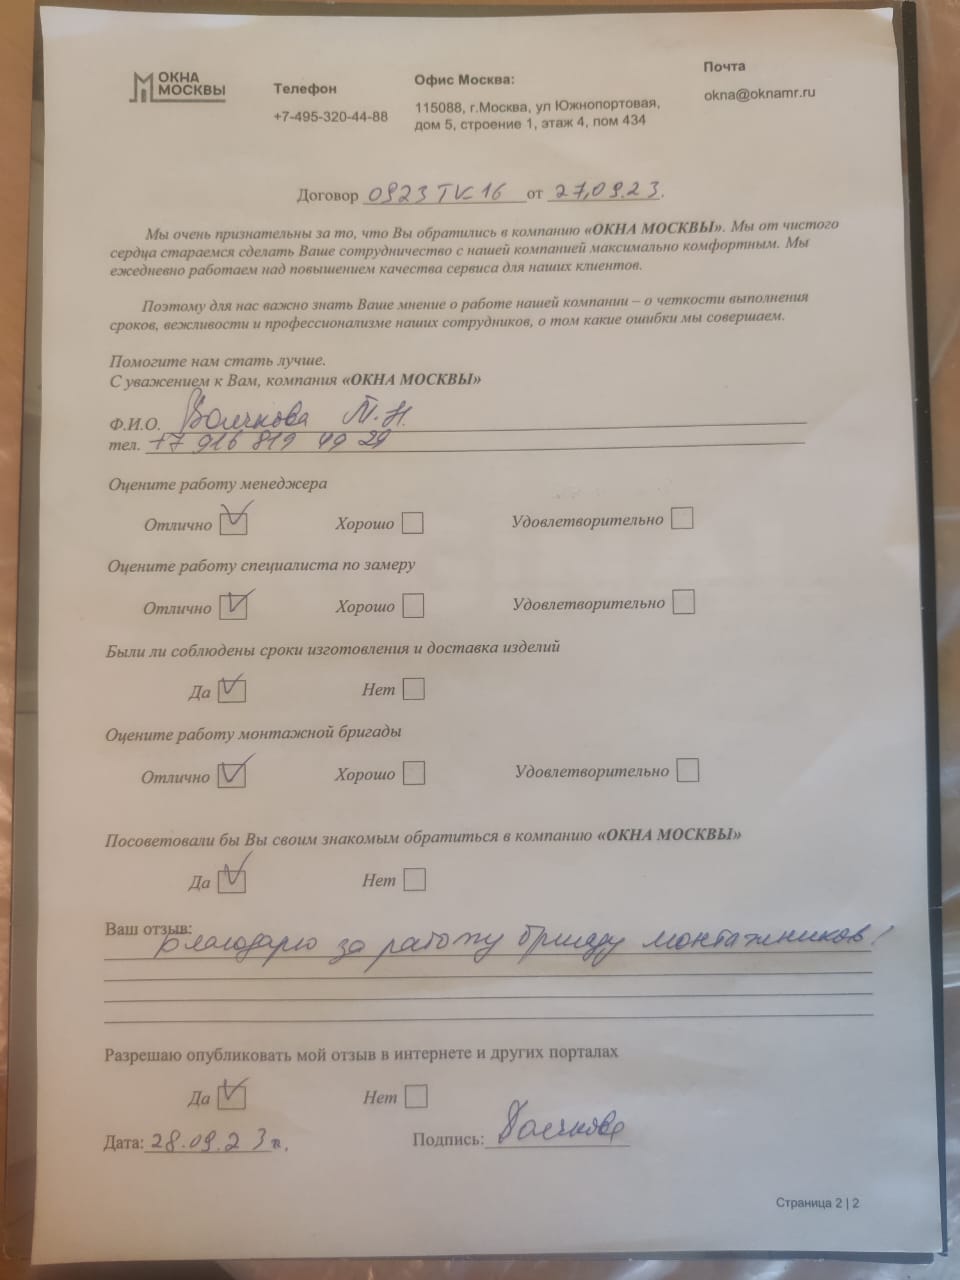 ОКНА
МОСКВЫ
Телефон
+7-495-320-44-88
Офис Москва:
115088, г.Москва, ул Южнопортовая,
дом 5, строение 1, этаж 4, пом 434
Почта
okna@oknamr.ru
Договор 0923 TV-16 от 27.09.23.
Мы очень признательны за то, что Вы обратились в компанию «ОКНА МОСКВЫ». Мы от чистого
сердца стараемся сделать Ваше сотрудничество с нашей компанией максимально комфортным. Мы
ежедневно работаем над повышением качества сервиса для наших клиентов.
Поэтому для нас важно знать Ваше мнение о работе нашей компании – о четкости выполнения
сроков, вежливости и профессионализме наших сотрудников, о том какие ошибки мы совершаем.
Помогите нам стать лучше.
С уважением к Вам, компания «ОКНА МОСКВЫ»
Ф.И.О. Т.Н.
тел. +7 916 819 49 29
Оцените работу менеджера
Отлично Хорошо Удовлетворительно
Оцените работу специалиста по замеру
Отлично Хорошо Удовлетворительно
Были ли соблюдены сроки изготовления и доставка изделий
Да Нет
Оцените работу монтажной бригады
Отлично Хорошо Удовлетворительно
Посоветовали бы Вы своим знакомым обратиться в компанию «ОКНА МОСКВЫ»
Да Нет
Ваш отзыв: Благодарю за работу бригаду монтажников!
Разрешаю опубликовать мой отзыв в интернете и других порталах
Да Нет
Дата: 28.09.23 г. Подпись:
Страница 2 | 2